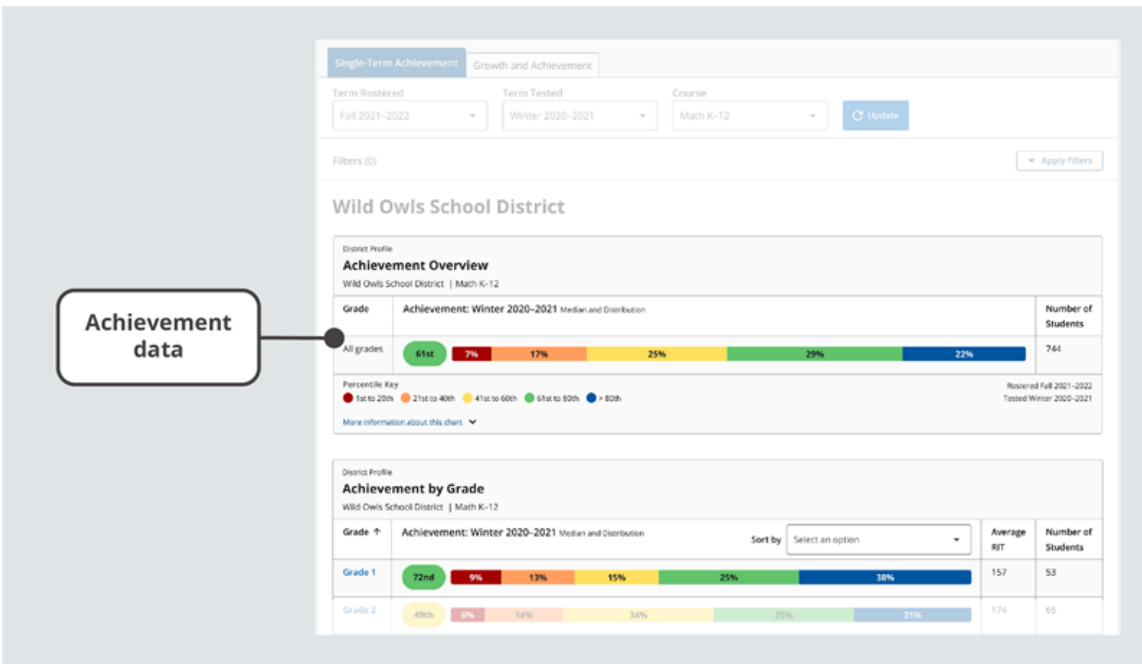 Single-Term Achievement
Growth and Achievement
Term Rostered
Term Tested
Course
Fall 2021–2022
Winter 2020–2021
Math K–12
Update
Filters (0)
Apply filters
Wild Owls School District
District Profile
Achievement Overview
Wild Owls School District | Math K–12
Grade
Achievement: Winter 2020–2021 Median and Distribution
Number of
Students
Achievement
data
All grades
61st
7%
17%
25%
29%
22%
744
Percentile Key
1st to 20th
21st to 40th
41st to 60th
61st to 80th
> 80th
Rostered Fall 2021–2022
Tested Winter 2020–2021
More information about this chart
District Profile
Achievement by Grade
Wild Owls School District | Math K–12
Grade ↑
Achievement: Winter 2020–2021 Median and Distribution
Sort by
Select an option
Average
RIT
Number of
Students
Grade 1
72nd
9%
13%
15%
25%
38%
157
53
Grade 2
49th
6%
14%
34%
25%
21%
174
65